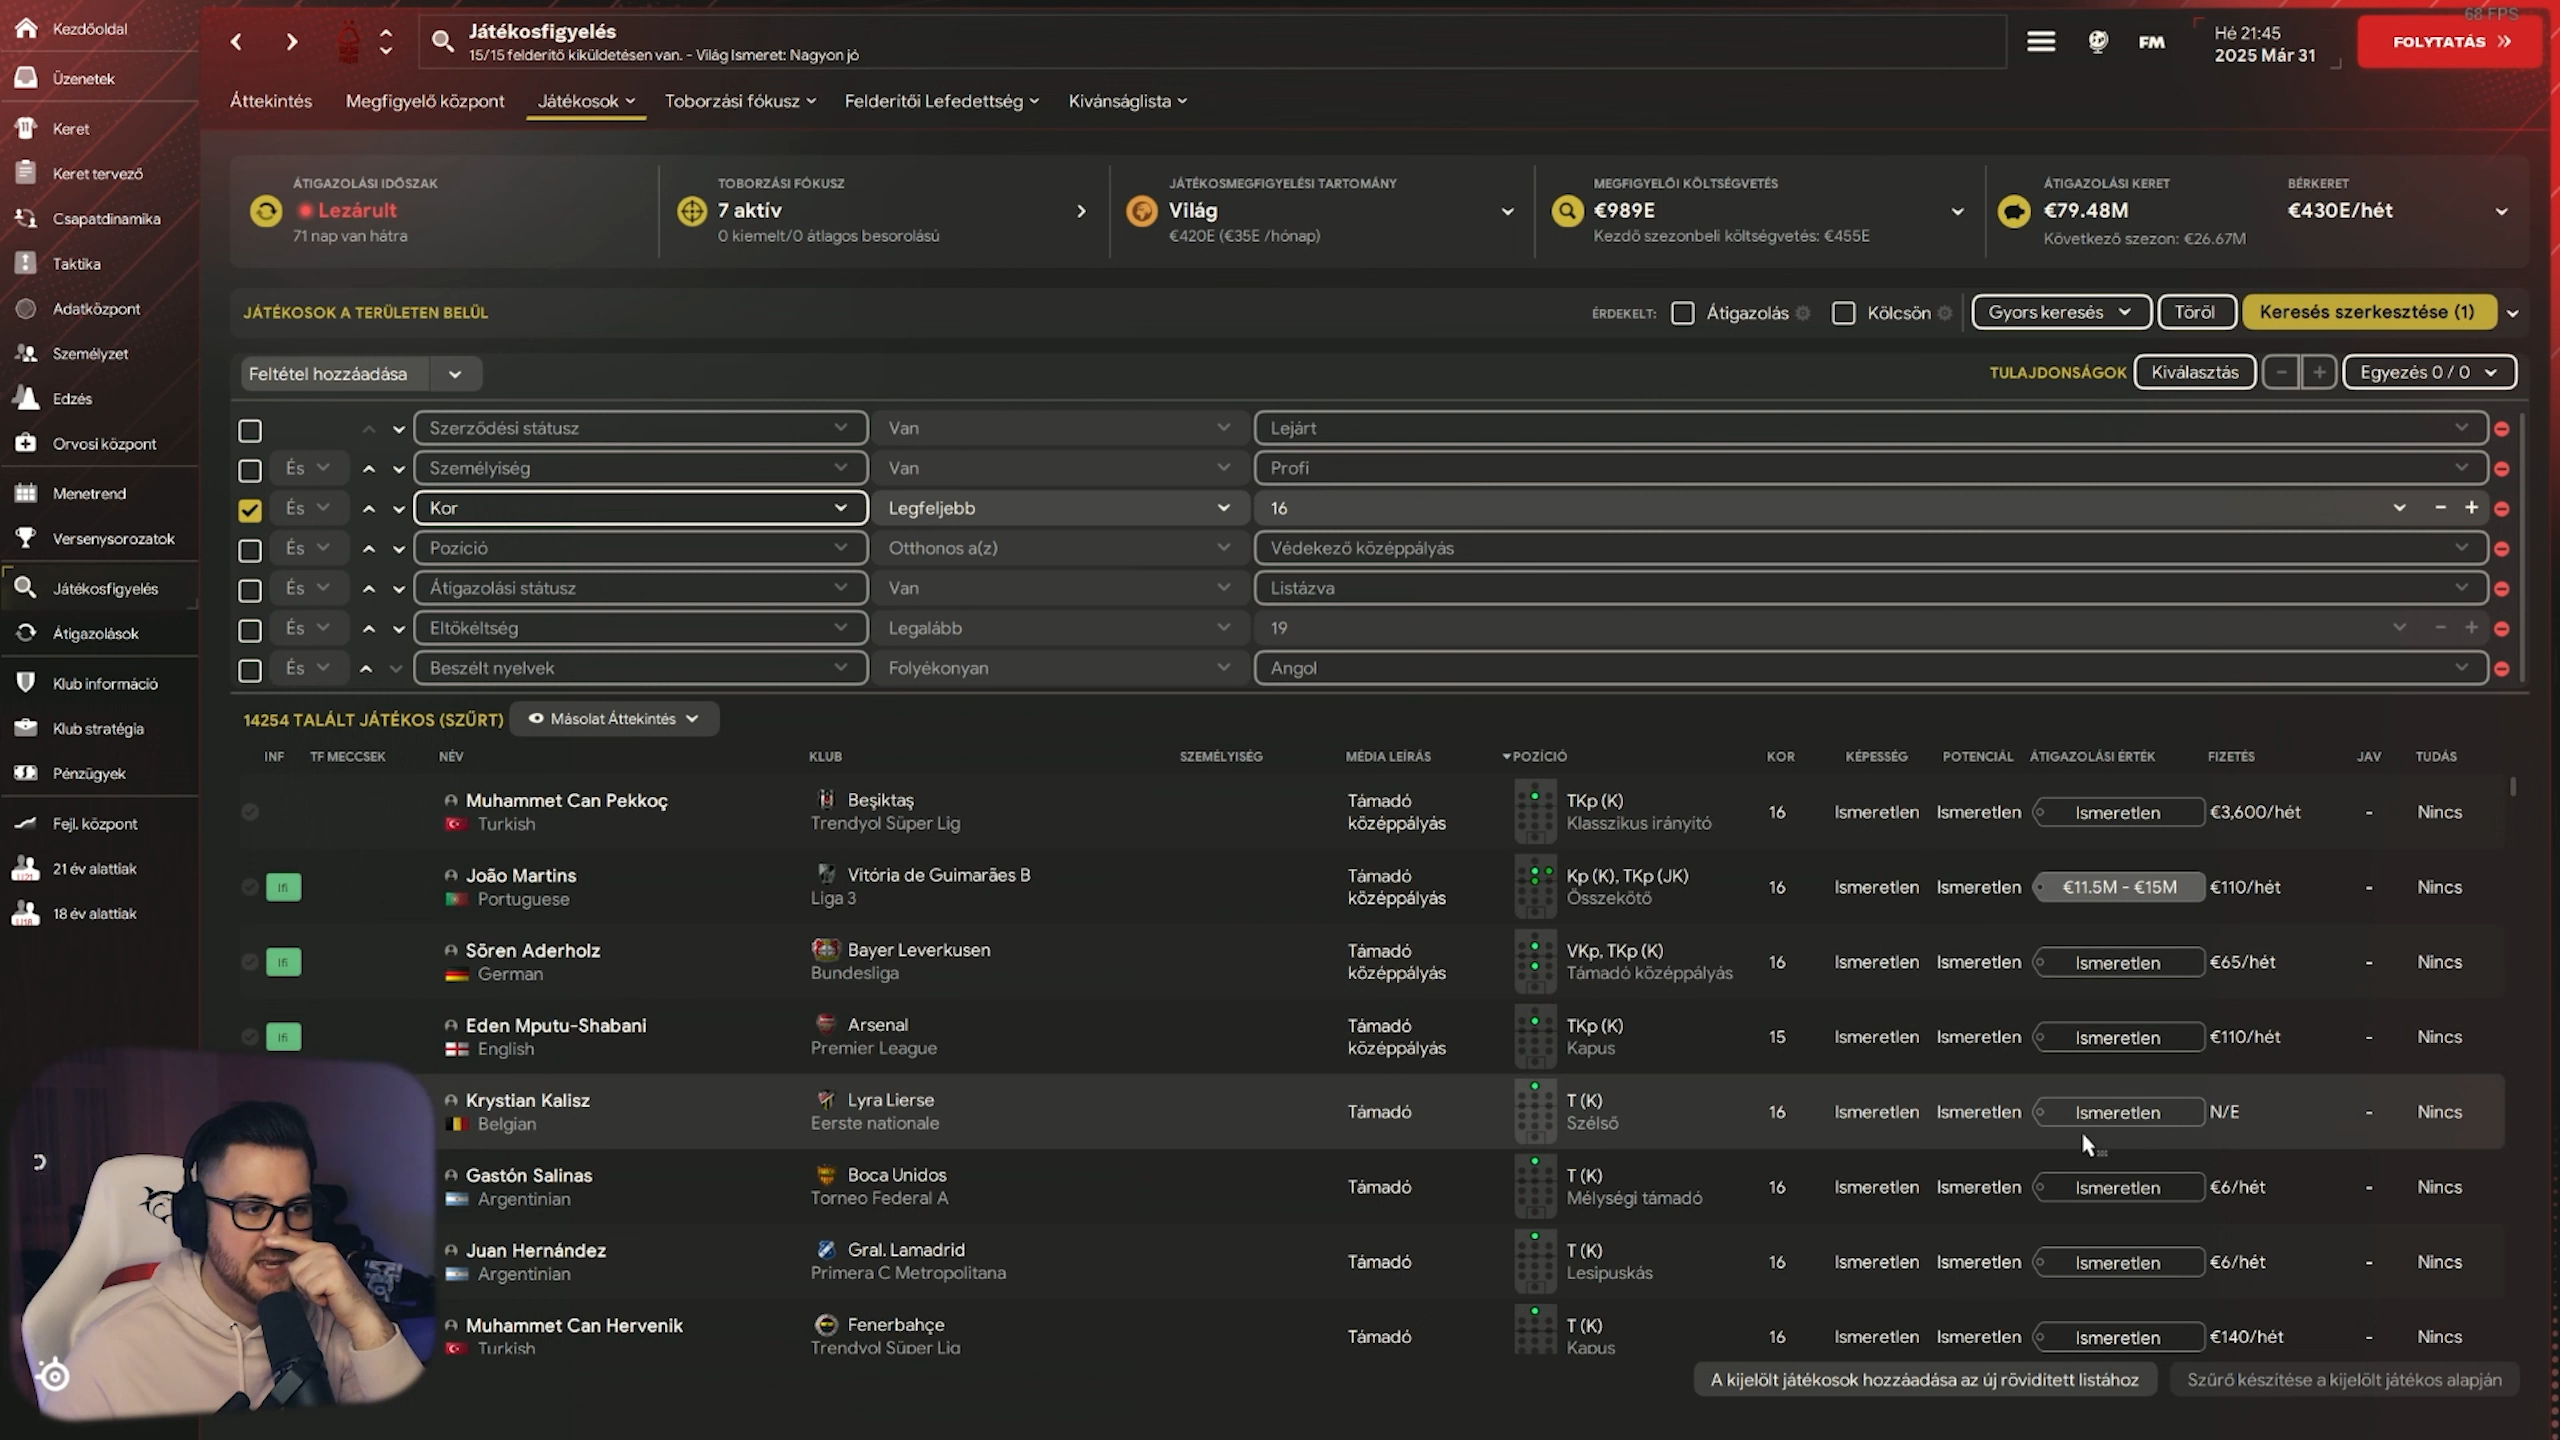 68 FPS
Kezdőoldal
Üzenetek
Keret
Keret tervező
Csapatdinamika
Taktika
Adatközpont
Személyzet
Edzés
Orvosi központ
Menetrend
Versenysorozatok
Játékosfigyelés
Átigazolások
Klub információ
Klub stratégia
Pénzügyek
Fejl. központ
21 év alattiak
18 év alattiak
Játékosfigyelés
15/15 felderítő kiküldetésen van. - Világ Ismeret: Nagyon jó
FM
Hé 21:45
2025 Már 31
FOLYTATÁS
Áttekintés Megfigyelő központ Játékosok Toborzási fókusz Felderítői Lefedettség Kívánságlista
ÁTIGAZOLÁSI IDŐSZAK
Lezárult
71 nap van hátra
TOBORZÁSI FÓKUSZ
7 aktív
0 kiemelt/0 átlagos besorolású
JÁTÉKOSMEGFIGYELÉSI TARTOMÁNY
Világ
€420E (€35E /hónap)
MEGFIGYELŐI KÖLTSÉGVETÉS
€989E
Kezdő szezonbeli költségvetés: €455E
ÁTIGAZOLÁSI KERET
€79.48M
Következő szezon: €26.67M
BÉRKERET
€430E/hét
JÁTÉKOSOK A TERÜLETEN BELÜL
ÉRDEKELT: Átigazolás Kölcsön Gyors keresés Töröl Keresés szerkesztése (1)
Feltétel hozzáadása
TULAJDONSÁGOK Kiválasztás - + Egyezés 0 / 0
Szerződési státusz Van Lejárt
És Személyiség Van Profi
És Kor Legfeljebb 16 - +
És Pozíció Otthonos a(z) Védekező középpályás
És Átigazolási státusz Van Listázva
És Eltökéltség Legalább 19 - +
És Beszélt nyelvek Folyékonyan Angol
14254 TALÁLT JÁTÉKOS (SZŰRT) Másolat Áttekintés
INF TF MECCSEK NÉV KLUB SZEMÉLYISÉG MÉDIA LEÍRÁS POZÍCIÓ KOR KÉPESSÉG POTENCIÁL ÁTIGAZOLÁSI ÉRTÉK FIZETÉS JAV TUDÁS
Muhammet Can Pekkoç Beşiktaş Támadó TKp (K) 16 Ismeretlen Ismeretlen Ismeretlen €3,600/hét - Nincs
Turkish Trendyol Süper Lig középpályás Klasszikus irányító
Ifi João Martins Vitória de Guimarães B Támadó Kp (K), TKp (JK) 16 Ismeretlen Ismeretlen €11.5M - €15M €110/hét - Nincs
Portuguese Liga 3 középpályás Összekötő
Ifi Sören Aderholz Bayer Leverkusen Támadó VKp, TKp (K) 16 Ismeretlen Ismeretlen Ismeretlen €65/hét - Nincs
German Bundesliga középpályás Támadó középpályás
Ifi Eden Mputu-Shabani Arsenal Támadó TKp (K) 15 Ismeretlen Ismeretlen Ismeretlen €110/hét - Nincs
English Premier League középpályás Kapus
Krystian Kalisz Lyra Lierse Támadó T (K) 16 Ismeretlen Ismeretlen Ismeretlen N/E - Nincs
Belgian Eerste nationale Szélső
Gastón Salinas Boca Unidos Támadó T (K) 16 Ismeretlen Ismeretlen Ismeretlen €6/hét - Nincs
Argentinian Torneo Federal A Mélységi támadó
Juan Hernández Gral. Lamadrid Támadó T (K) 16 Ismeretlen Ismeretlen Ismeretlen €6/hét - Nincs
Argentinian Primera C Metropolitana Lesipuskás
Muhammet Can Hervenik Fenerbahçe Támadó T (K) 16 Ismeretlen Ismeretlen Ismeretlen €140/hét - Nincs
Turkish Trendyol Süper Lig Kapus
A kijelölt játékosok hozzáadása az új rövidített listához Szűrő készítése a kijelölt játékos alapján